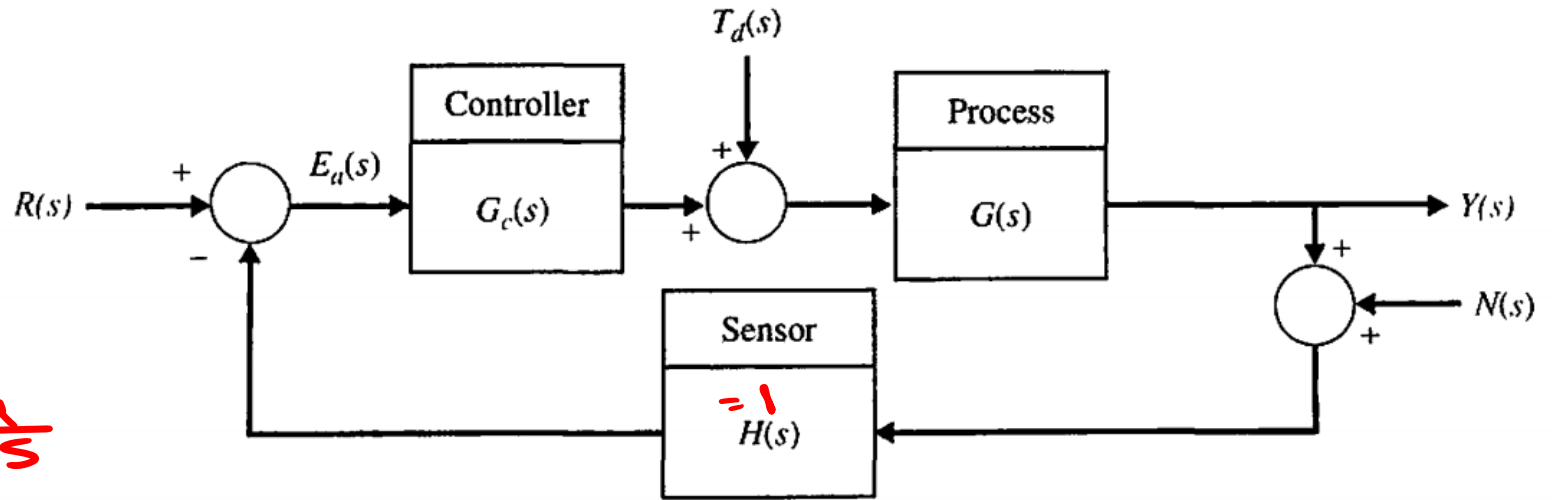 T_d(s)
Controller
Process
+
+
E_a(s)
R(s)
G_c(s)
G(s)
Y(s)
+
−
+
N(s)
Sensor
+
= 1
H(s)
S